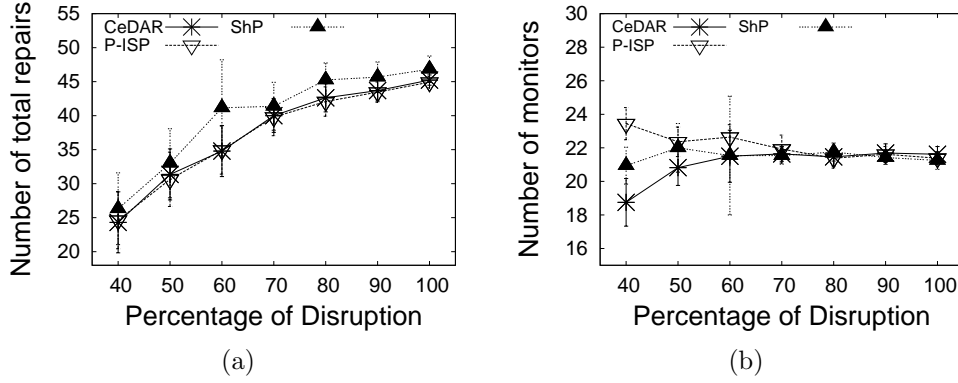 Number of total repairs
55
50
45
40
35
30
25
20
CeDAR
P-ISP
ShP
40 50 60 70 80 90 100
Percentage of Disruption
(a)
Number of monitors
30
28
26
24
22
20
18
16
14
CeDAR
P-ISP
ShP
40 50 60 70 80 90 100
Percentage of Disruption
(b)